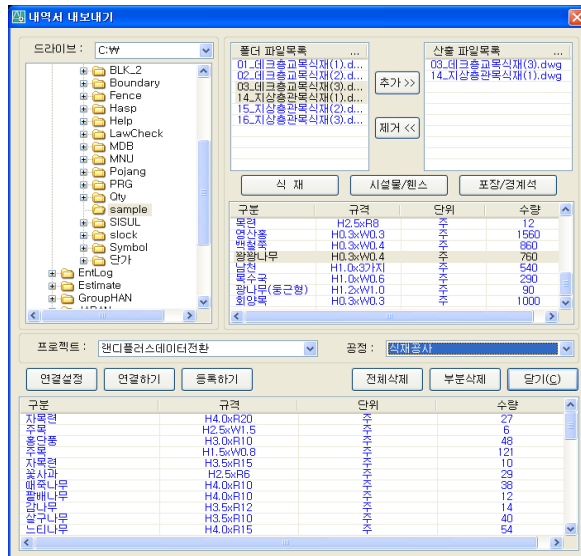 내역서 내보내기
드라이브 : C:₩
BLK_2
Boundary
Fence
Hasp
Help
LawCheck
MDB
MNU
Pojang
PRG
Qty
sample
SISUL
slock
Symbol
단가
EntLog
Estimate
GroupHAN
폴더 파일목록 ...
01_데크층교목식재(1).d...
02_데크층교목식재(2).d...
03_데크층교목식재(3).d...
14_지상층관목식재(1).d...
15_지상층관목식재(2).d...
16_지상층관목식재(3).d...
추가 >>
제거 <<
산출 파일목록 ...
03_데크층교목식재(3).dwg
14_지상층관목식재(1).dwg
식 재 시설물/휀스 포장/경계석
구분 규격 단위 수량
목련 H2.5xR8 주 12
영산홍 H0.3xW0.3 주 1560
백철쭉 H0.3xW0.4 주 860
꽝꽝나무 H0.3xW0.4 주 760
남천 H1.0x3가지 주 540
목수국 H1.0xW0.6 주 290
광나무(둥근형) H1.2xW1.0 주 90
회양목 H0.3xW0.3 주 1000
프로젝트 : 랜디플러스데이터전환 공정 : 식재공사
연결설정 연결하기 등록하기 전체삭제 부분삭제 닫기(C)
구분 규격 단위 수량
자목련 H4.0xR20 주 27
주목 H2.5xW1.5 주 6
홍단풍 H3.0xR10 주 48
주목 H1.5xW0.8 주 121
자목련 H3.5xR15 주 10
꽃사과 H2.5xR6 주 29
때죽나무 H4.0xR10 주 38
팥배나무 H4.0xR10 주 12
감나무 H3.5xR12 주 14
살구나무 H3.5xR10 주 40
느티나무 H4.0xR15 주 54